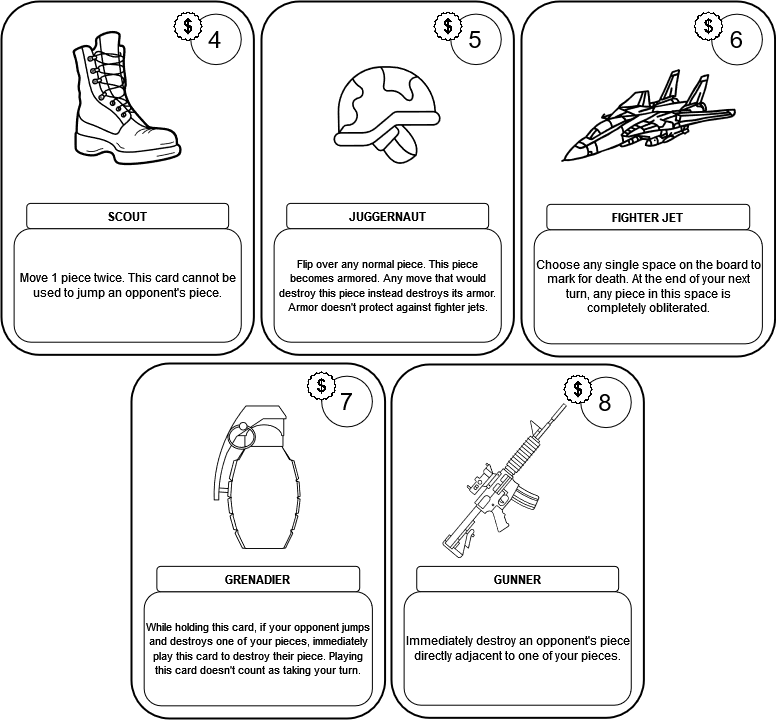 $ 4
SCOUT
Move 1 piece twice. This card cannot be
used to jump an opponent's piece.
$ 5
JUGGERNAUT
Flip over any normal piece. This piece
becomes armored. Any move that would
destroy this piece instead destroys its armor.
Armor doesn't protect against fighter jets.
$ 6
FIGHTER JET
Choose any single space on the board to
mark for death. At the end of your next
turn, any piece in this space is
completely obliterated.
$ 7
GRENADIER
While holding this card, if your opponent jumps
and destroys one of your pieces, immediately
play this card to destroy their piece. Playing
this card doesn't count as taking your turn.
$ 8
GUNNER
Immediately destroy an opponent's piece
directly adjacent to one of your pieces.